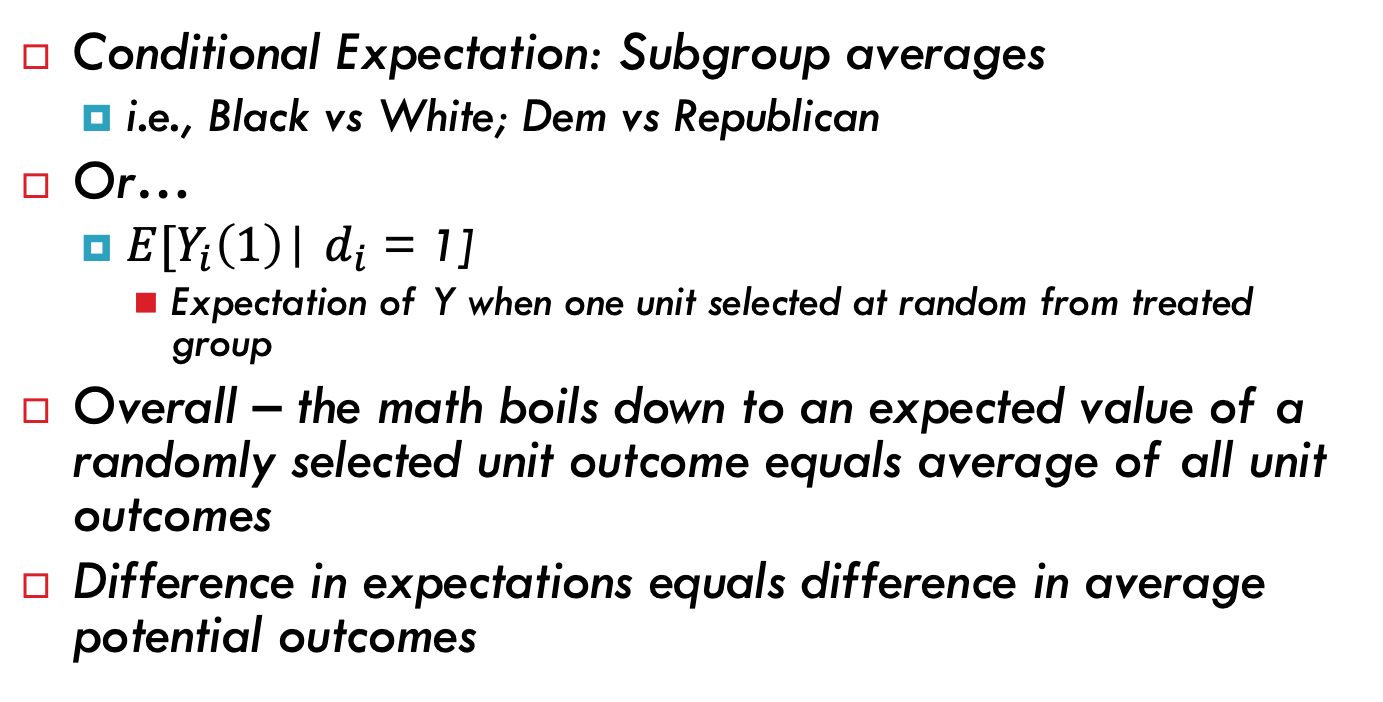 Conditional Expectation: Subgroup averages
i.e., Black vs White; Dem vs Republican
Or…
E[Yᵢ(1)| dᵢ = 1]
Expectation of Y when one unit selected at random from treated
group
Overall – the math boils down to an expected value of a
randomly selected unit outcome equals average of all unit
outcomes
Difference in expectations equals difference in average
potential outcomes